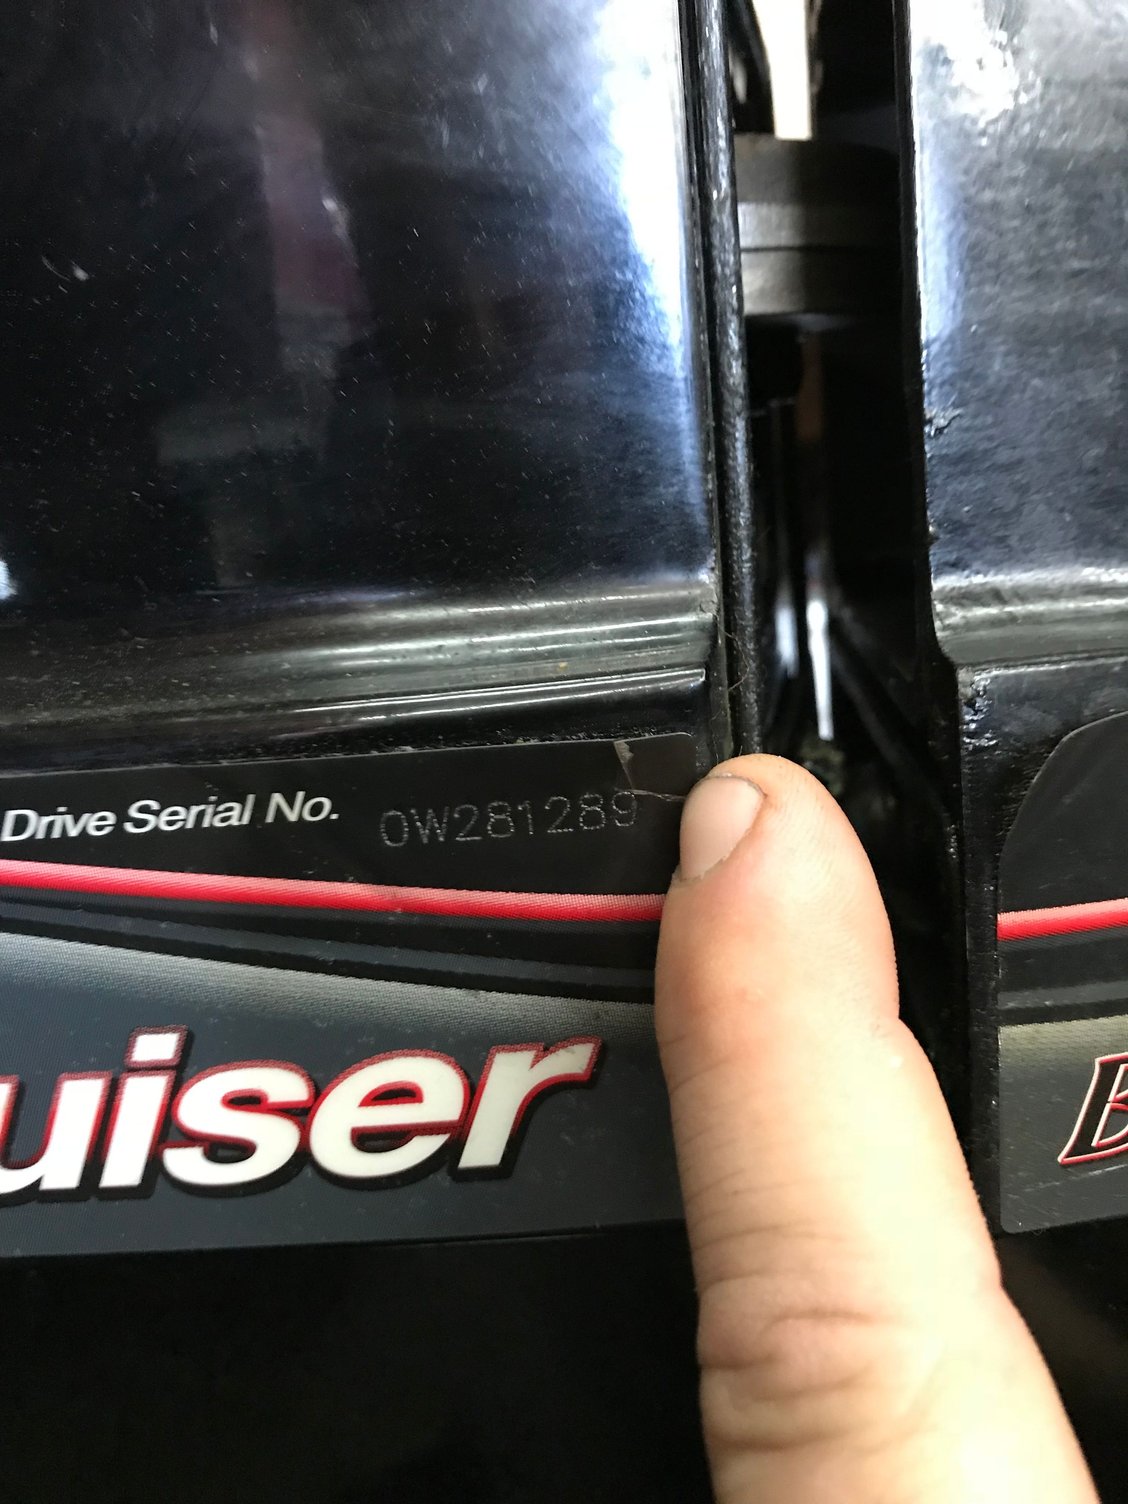 Drive Serial No. 0W281289
uiser
B